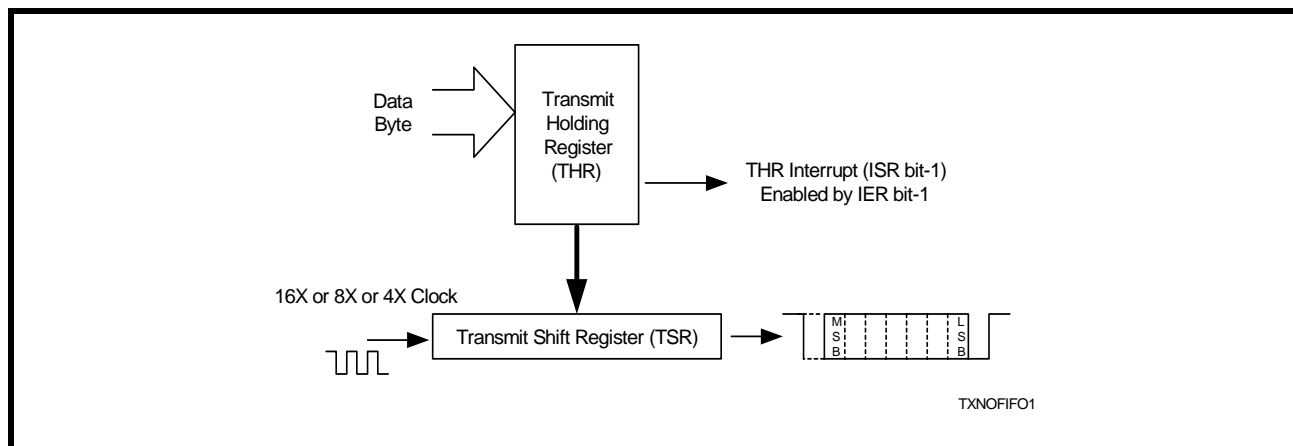 Data
Byte
Transmit
Holding
Register
(THR)
THR Interrupt (ISR bit-1)
Enabled by IER bit-1
16X or 8X or 4X Clock
Transmit Shift Register (TSR)
M
S
B
L
S
B
TXNOFIFO1